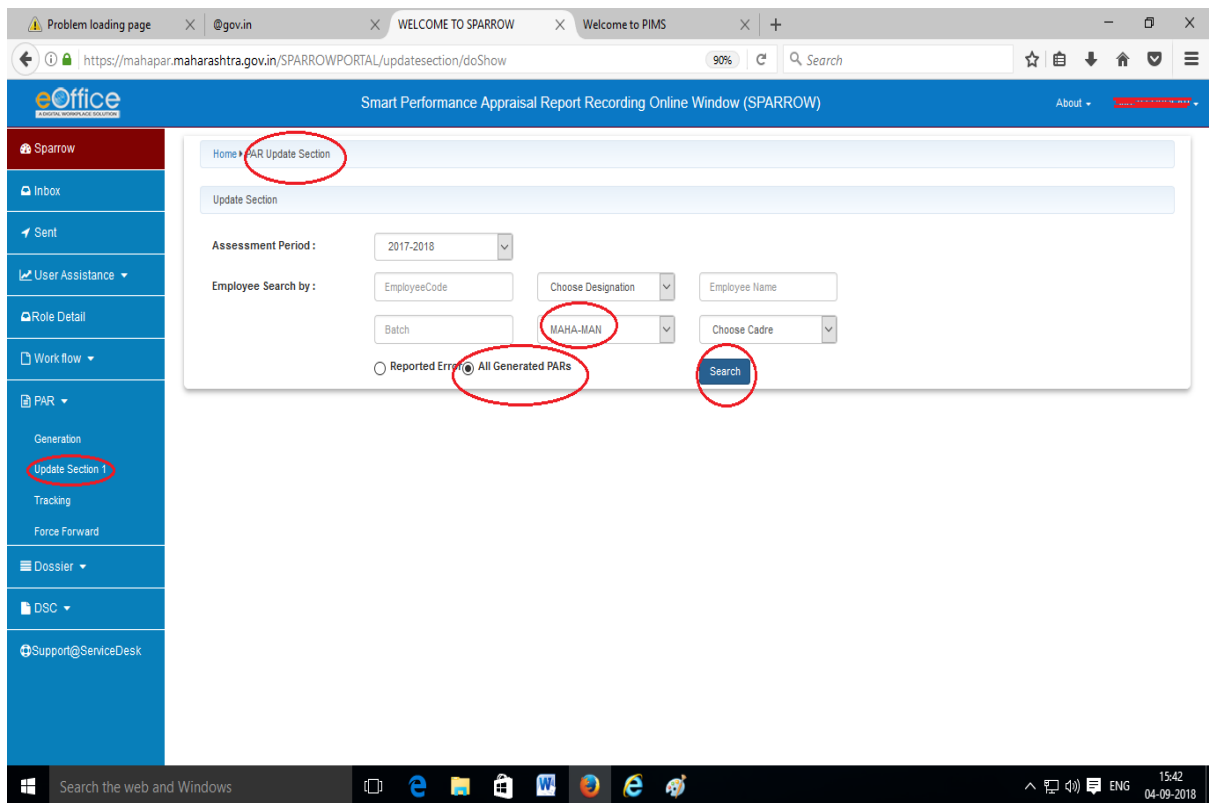 Problem loading page
@gov.in
WELCOME TO SPARROW
Welcome to PIMS
https://mahapar.maharashtra.gov.in/SPARROWPORTAL/updatesection/doShow
90%
Search
eOffice
A DIGITAL WORKPLACE SOLUTION
Smart Performance Appraisal Report Recording Online Window (SPARROW)
About
Sparrow
Inbox
Sent
User Assistance
Role Detail
Work flow
PAR
Generation
Update Section 1
Tracking
Force Forward
Dossier
DSC
Support@ServiceDesk
Home PAR Update Section
Update Section
Assessment Period :
2017-2018
Employee Search by :
EmployeeCode
Choose Designation
Employee Name
Batch
MAHA-MAN
Choose Cadre
Reported Error
All Generated PARs
Search
Search the web and Windows
ENG
15:42
04-09-2018